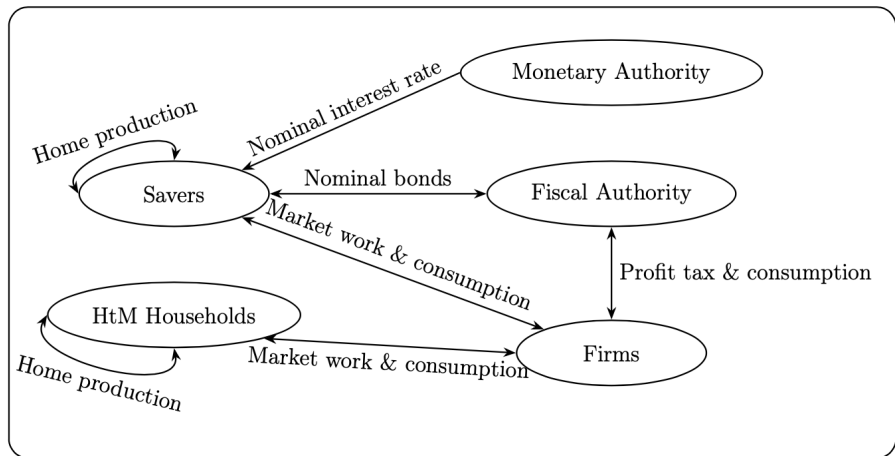 Monetary Authority
Nominal interest rate
Home production
Savers
Nominal bonds
Fiscal Authority
Market work & consumption
Profit tax & consumption
HtM Households
Market work & consumption
Firms
Home production